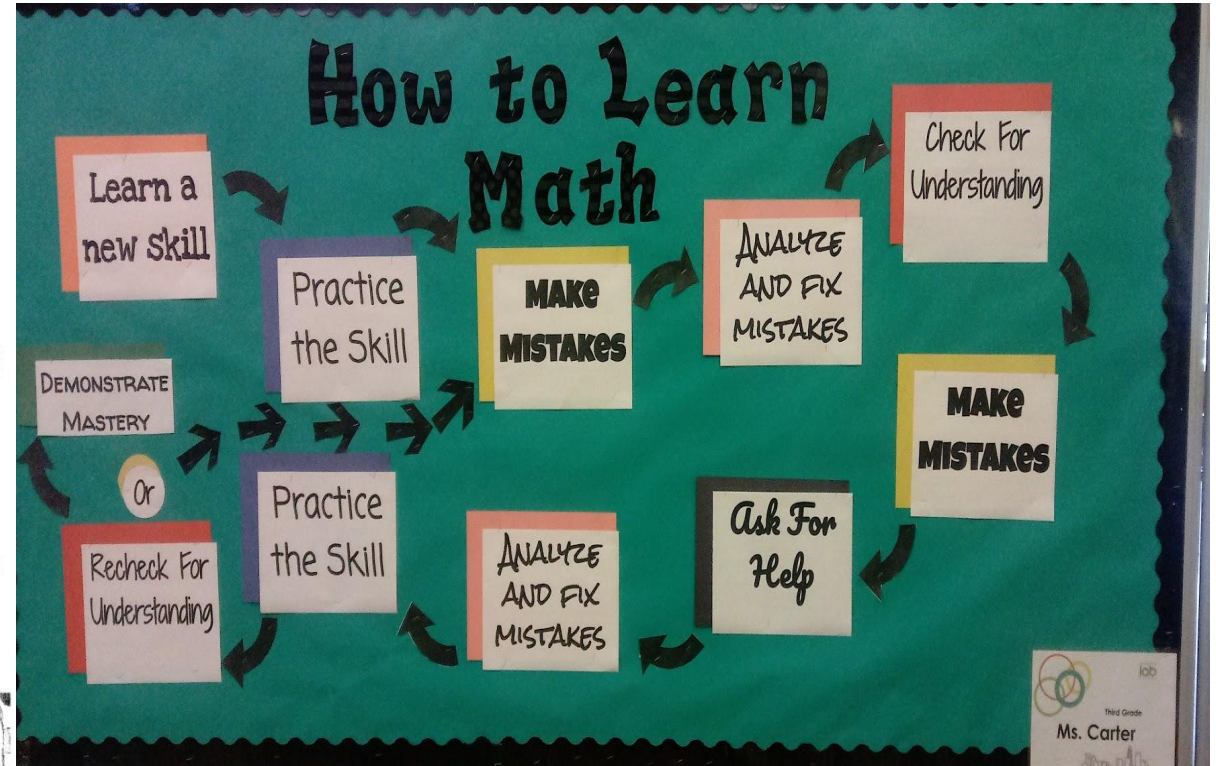 How to Learn
Math
Learn a
new skill
Practice
the Skill
MAKE
MISTAKES
ANALYZE
AND FIX
MISTAKES
Check For
Understanding
MAKE
MISTAKES
Ask For
Help
ANALYZE
AND FIX
MISTAKES
Practice
the Skill
Recheck For
Understanding
Or
DEMONSTRATE
MASTERY
lab
Third Grade
Ms. Carter